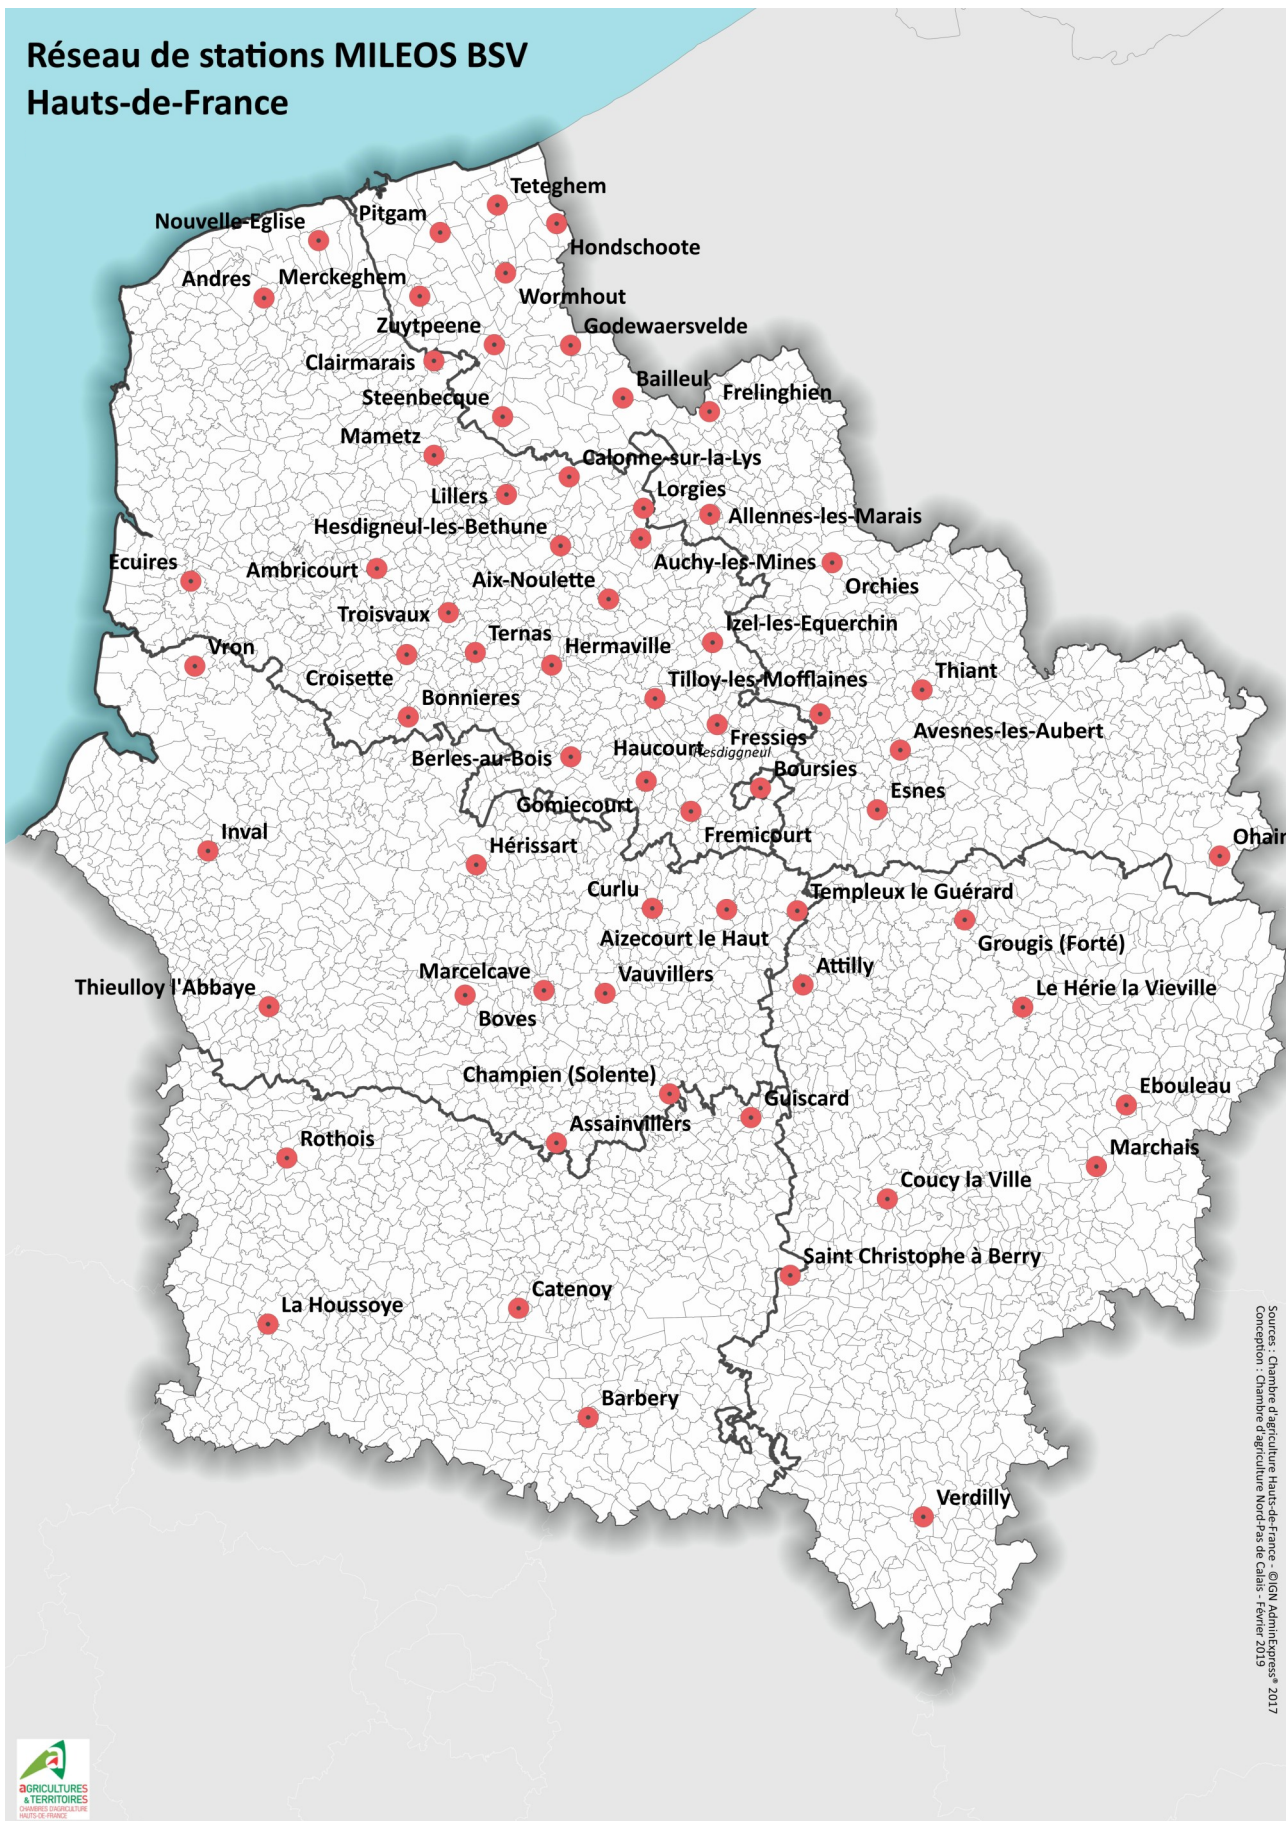 Réseau de stations MILEOS BSV
Hauts-de-France
Teteghem
Nouvelle-Eglise
Pitgam
Hondschoote
Andres
Merckeghem
Wormhout
Zuytpeene
Godewaersvelde
Clairmarais
Bailleul
Steenbecque
Frelinghien
Mametz
Calonne-sur-la-Lys
Lillers
Lorgies
Allennes-les-Marais
Hesdigneul-les-Bethune
Ecuires
Ambricourt
Auchy-les-Mines
Aix-Noulette
Orchies
Troisvaux
Izel-les-Equerchin
Ternas
Hermaville
Vron
Croisette
Tilloy-les-Mofflaines
Thiant
Bonnieres
Fressies
Avesnes-les-Aubert
Haucourt
Hesdiggneul
Berles-au-Bois
Boursies
Esnes
Gomiecourt
Fremicourt
Inval
Ohain
Hérissart
Curlu
Templeux le Guérard
Aizecourt le Haut
Grougis (Forté)
Attilly
Marcelcave
Vauvillers
Thieulloy l'Abbaye
Le Hérie la Vieville
Boves
Champien (Solente)
Ebouleau
Guiscard
Assainvillers
Rothois
Marchais
Coucy la Ville
Saint Christophe à Berry
Catenoy
La Houssoye
Barbery
Verdilly
Sources : Chambre d'agriculture Hauts-de-France - ©IGN AdminExpress® 2017
Conception : Chambre d'agriculture Nord-Pas de Calais - Février 2019
aGRICULTURES
& TERRITOIRES
CHAMBRES D'AGRICULTURE
HAUTS-DE-FRANCE